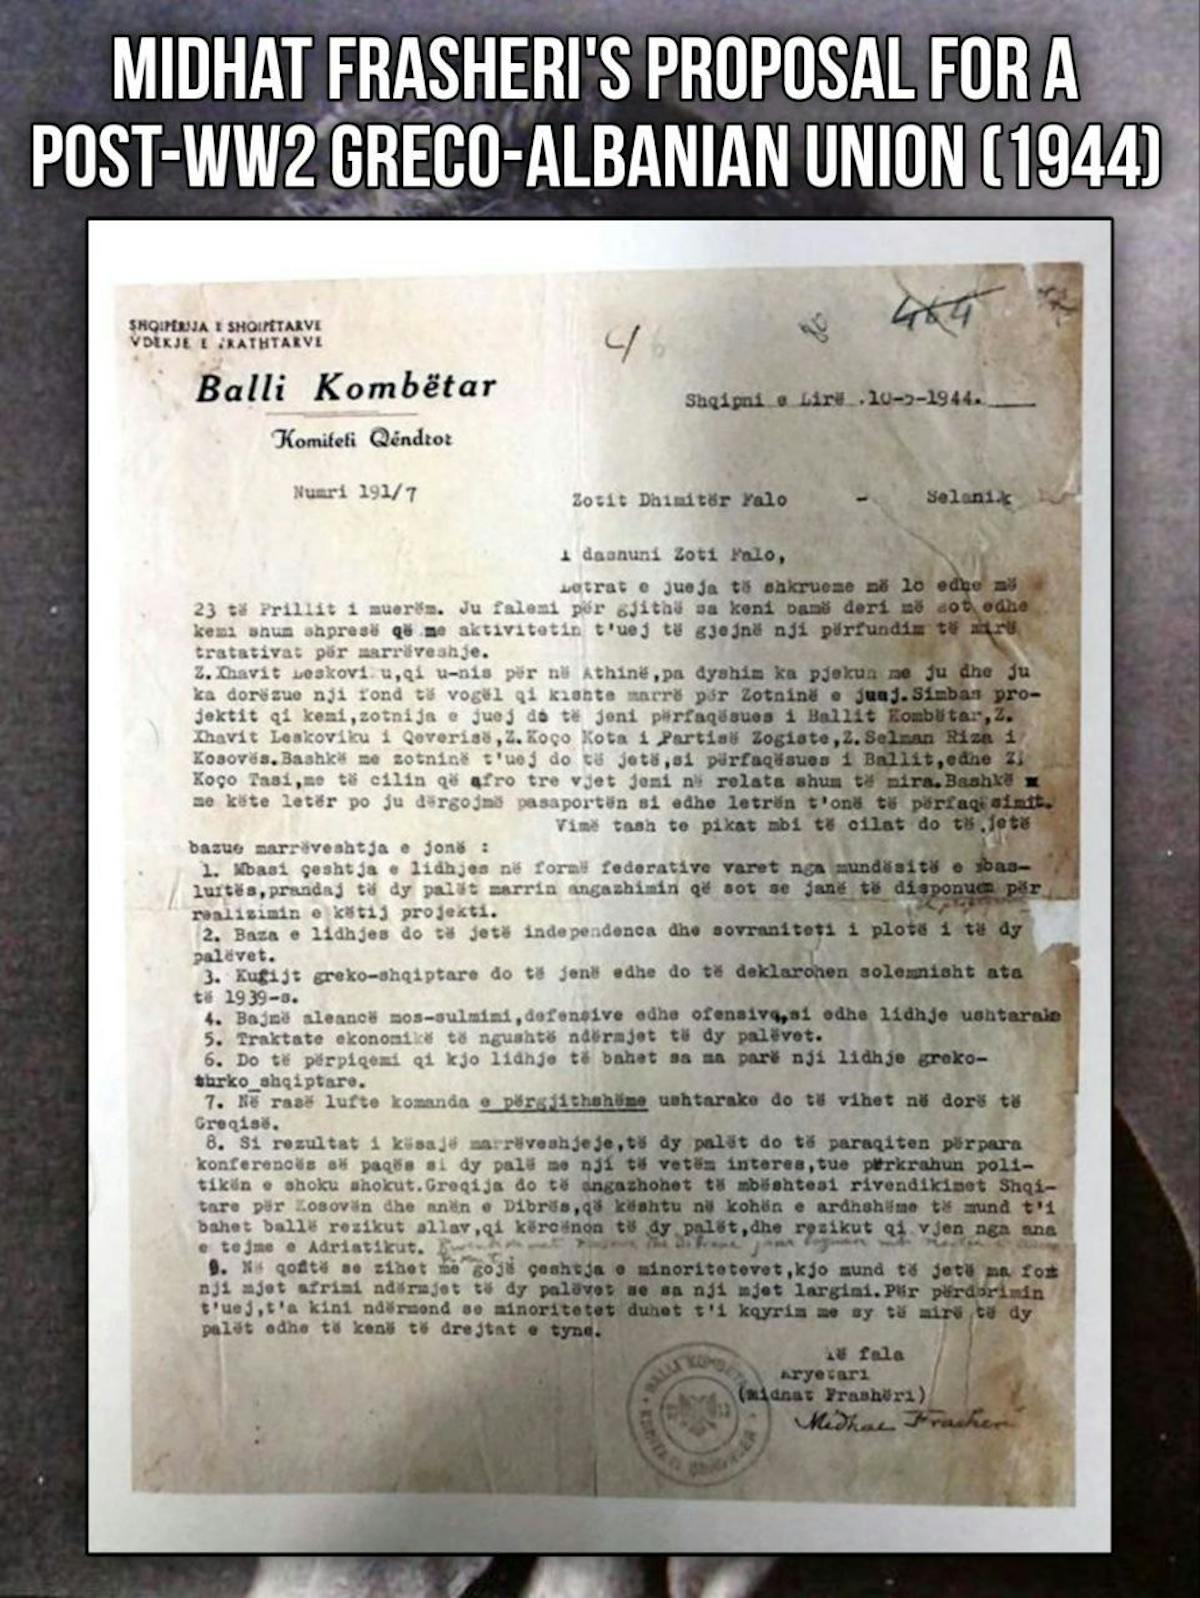 MIDHAT FRASHERI'S PROPOSAL FOR A
POST-WW2 GRECO-ALBANIAN UNION (1944)
SHQIPËRIJA E SHQIPËTARVE
VDEKJE E
Balli Kombëtar
Komiteti Qëndror
464
Shqipni e Lirë .10-5-1944.
Numri 191/7
Zotit Dhimitër Falo - Selanik
I dashuni Zoti Falo,
Letrat e jueja të shkrueme më 10 edhe më
23 të Prillit i muerëm. Ju falemi për gjithë sa keni bamë deri më sot edhe
kemi shum shpresë që me aktivitetin t'uej të gjejnë nji përfundim të mirë
tratativat për marrëveshje.
Z.Xhavit Leskoviku,qi u-nis për në Athinë,pa dyshim ka pjekun me ju dhe ju
ka dorëzue nji fond të vogël qi kishte marrë për Zotninë e juaj.Simbas pro-
jektit qi kemi,zotnija e juej do të jeni përfaqësues i Ballit Kombëtar,Z.
Xhavit Leskoviku i Qeverisë,Z.Koço Kota i Partisë Zogiste,Z.Selman Riza i
Kosovës.Bashkë me zotninë t'uej do të jetë,si përfaqësues i Ballit,edhe Z.
Koço Tasi,me të cilin që afro tre vjet jemi në relata shum të mira.Bashkë
me këte letër po ju dërgojmë pasaportën si edhe letrën t'onë të përfaqësimit.
Vimë tash te pikat mbi të cilat do të jetë
bazue marrëveshtja e jonë :
1. Mbasi çeshtja e lidhjes në formë federative varet nga mundësitë e mbas-
luftës,prandaj të dy palët marrin angazhimin që sot se janë të disponuem për
realizimin e këtij projekti.
2. Baza e lidhjes do të jetë independenca dhe sovraniteti i plotë i të dy
palëvet.
3. Kufijt greko-shqiptare do të jenë edhe do të deklarohen solemnisht ata
të 1939-s.
4. Bajmë aleancë mos-sulmimi,defensive edhe ofensive,si edhe lidhje ushtarake
5. Traktate ekonomikë të ngushtë ndërmjet të dy palëvet.
6. Do të përpiqemi qi kjo lidhje të bahet sa ma parë nji lidhje greko-
turko_shqiptare.
7. Në rasë lufte komanda e përgjithshëme ushtarake do të vihet në dorë të
Greqisë.
8. Si rezultat i kësajë marrëveshjeje,të dy palët do të paraqiten përpara
konferencës së paqës si dy palë me nji të vetëm interes,tue përkrahun poli-
tikën e shoku shokut.Greqija do të angazhohet të mbështesi rivendikimet Shqi-
tare për Kosovën dhe anën e Dibrës,që kështu në kohën e ardhshëme të mund t'i
bahet ballë rezikut sllav,qi kërcënon të dy palët,dhe rezikut qi vjen nga ana
e tejme e Adriatikut.
9. Në qoftë se zihet me gojë çeshtja e minoritetevet,kjo mund të jetë ma fort
nji mjet afrimi ndërmjet të dy palëvet se sa nji mjet largimi.Për përdorimin
t'uej,t'a kini ndërmend se minoritetet duhet t'i kqyrim me sy të mirë të dy
palët edhe të kenë të drejtat e tyne.
Të fala
Kryetari
(Midhat Frashëri)
Midhat Frasheri
BALLI KOMBËTAR